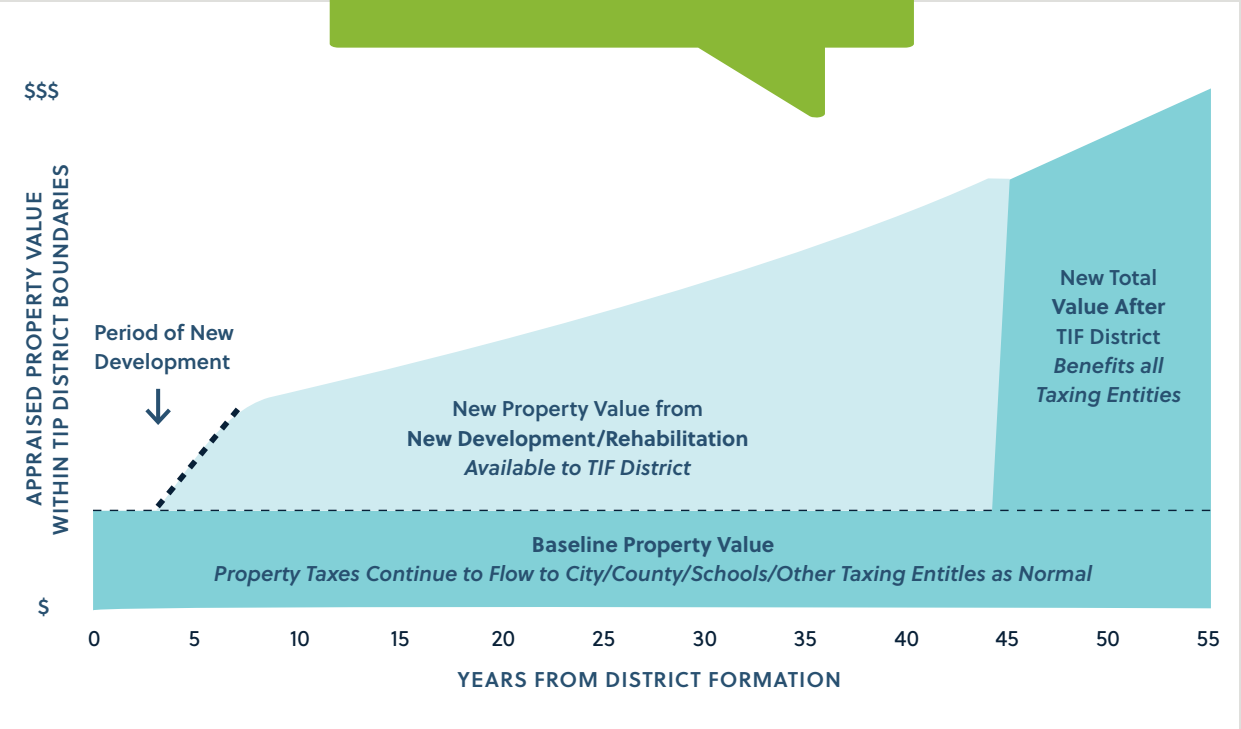 $$$
APPRAISED PROPERTY VALUE
WITHIN TIP DISTRICT BOUNDARIES
Period of New
Development
New Property Value from
New Development/Rehabilitation
Available to TIF District
New Total
Value After
TIF District
Benefits all
Taxing Entities
Baseline Property Value
Property Taxes Continue to Flow to City/County/Schools/Other Taxing Entitles as Normal
$
0 5 10 15 20 25 30 35 40 45 50 55
YEARS FROM DISTRICT FORMATION